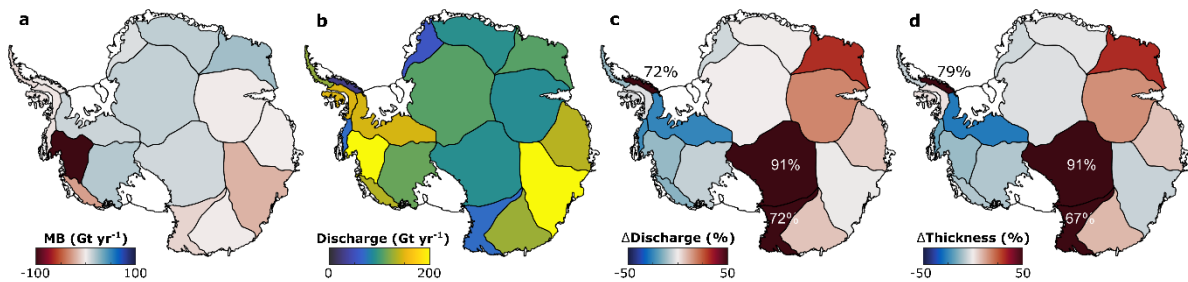 a
b
c
d
72%
79%
91%
91%
72%
67%
MB (Gt yr⁻¹)
Discharge (Gt yr⁻¹)
ΔDischarge (%)
ΔThickness (%)
-100
100
0
200
-50
50
-50
50